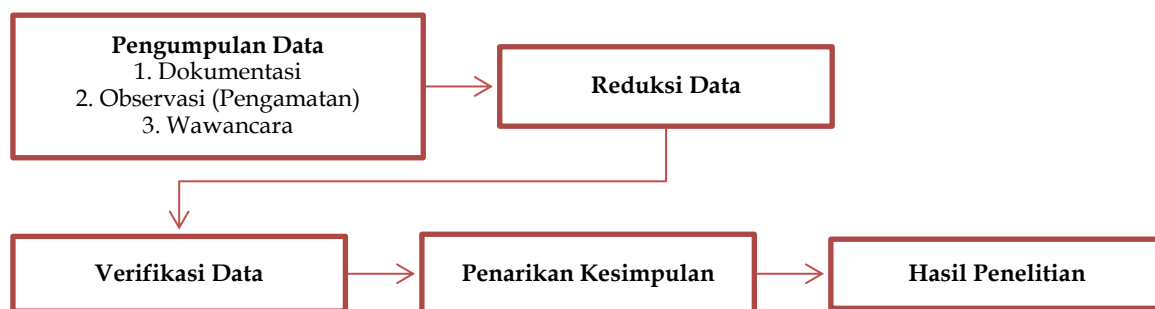 Pengumpulan Data
1. Dokumentasi
2. Observasi (Pengamatan)
3. Wawancara
Reduksi Data
Verifikasi Data
Penarikan Kesimpulan
Hasil Penelitian